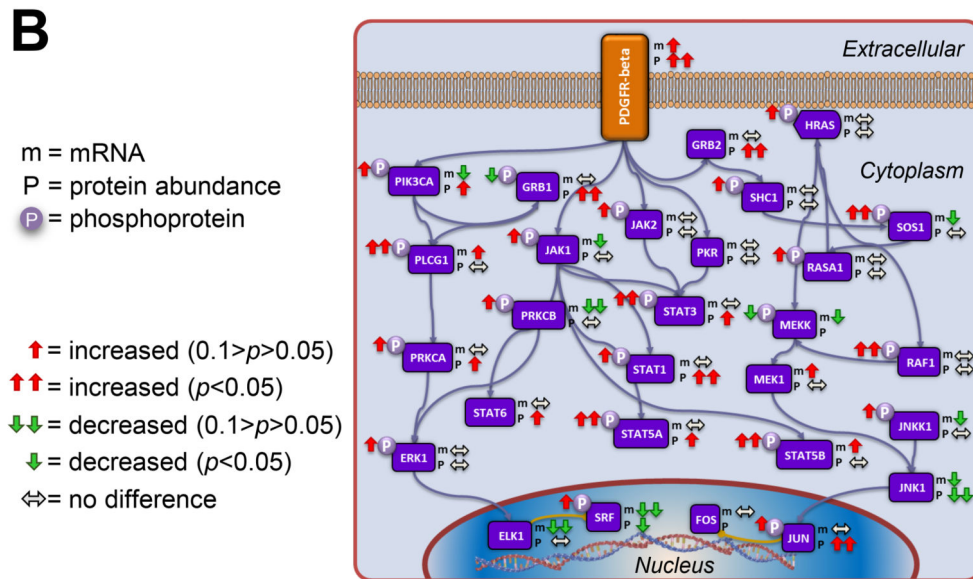 B
m = mRNA
P = protein abundance
P = phosphoprotein
= increased (0.1>p>0.05)
= increased (p<0.05)
= decreased (0.1>p>0.05)
= decreased (p<0.05)
= no difference
Extracellular
PDGFR-beta
m
P
P
HRAS
m
P
GRB2
m
P
Cytoplasm
P
PIK3CA
m
P
P
GRB1
m
P
P
SHC1
m
P
P
JAK2
m
P
P
SOS1
m
P
P
PLCG1
m
P
P
JAK1
m
P
PKR
m
P
P
RASA1
m
P
P
PRKCB
m
P
P
STAT3
m
P
P
MEKK
m
P
P
PRKCA
m
P
P
STAT1
m
P
MEK1
m
P
P
RAF1
m
P
STAT6
m
P
P
STAT5A
m
P
P
JNKK1
m
P
P
ERK1
m
P
P
STAT5B
m
P
JNK1
m
P
P
SRF
m
P
ELK1
m
P
FOS
m
P
P
JUN
m
P
Nucleus